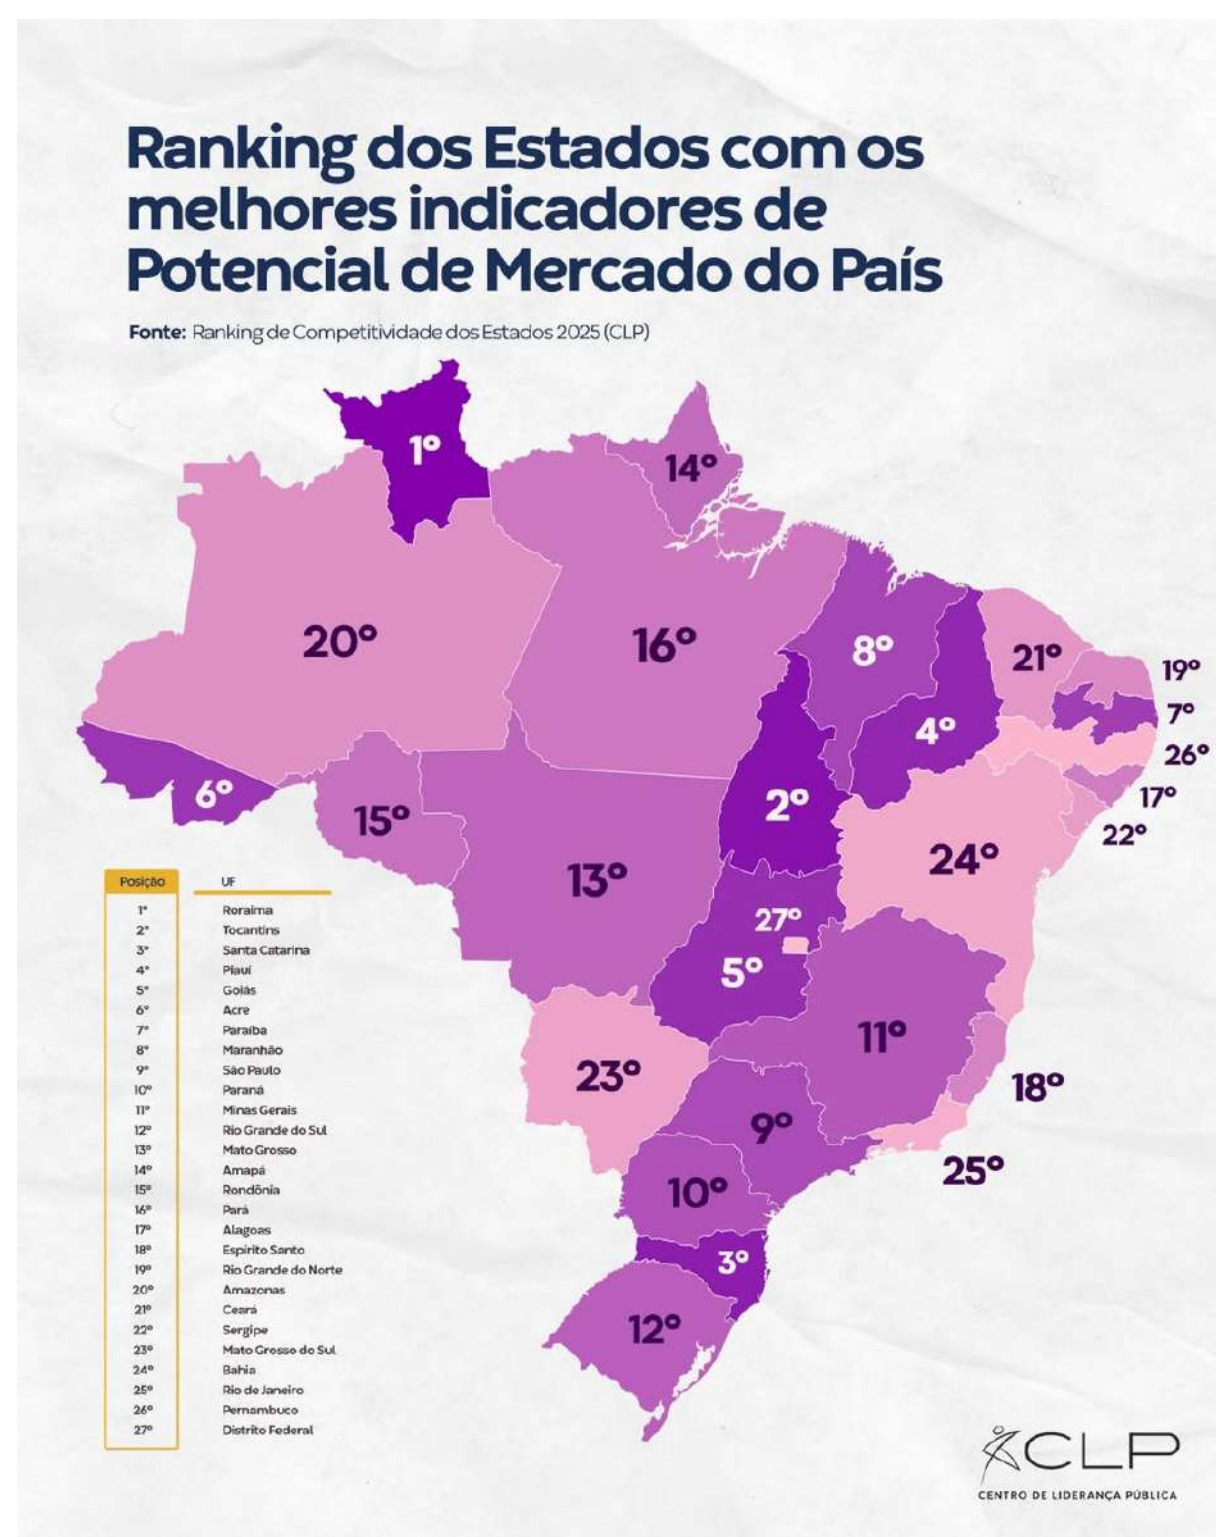 Ranking dos Estados com os
melhores indicadores de
Potencial de Mercado do País
Fonte: Ranking de Competitividade dos Estados 2025 (CLP)
1º
14º
20º
16º
8º
21º
19º
7º
4º
26º
6º
15º
2º
17º
22º
13º
24º
27º
5º
11º
23º
18º
9º
25º
10º
3º
12º
Posição UF
1º Roraima
2º Tocantins
3º Santa Catarina
4º Piauí
5º Goiás
6º Acre
7º Paraíba
8º Maranhão
9º São Paulo
10º Paraná
11º Minas Gerais
12º Rio Grande do Sul
13º Mato Grosso
14º Amapá
15º Rondônia
16º Pará
17º Alagoas
18º Espírito Santo
19º Rio Grande do Norte
20º Amazonas
21º Ceará
22º Sergipe
23º Mato Grosso do Sul
24º Bahia
25º Rio de Janeiro
26º Pernambuco
27º Distrito Federal
CLP
CENTRO DE LIDERANÇA PÚBLICA